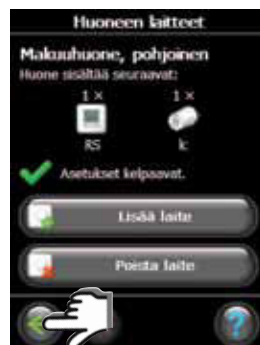 Huoneen laitteet
Makuuhuone, pohjoinen
Huone sisältää seuraavat:
1 × 1 ×
RS k
Asetukset kelpaavat.
Lisää laite
Poista laite
?